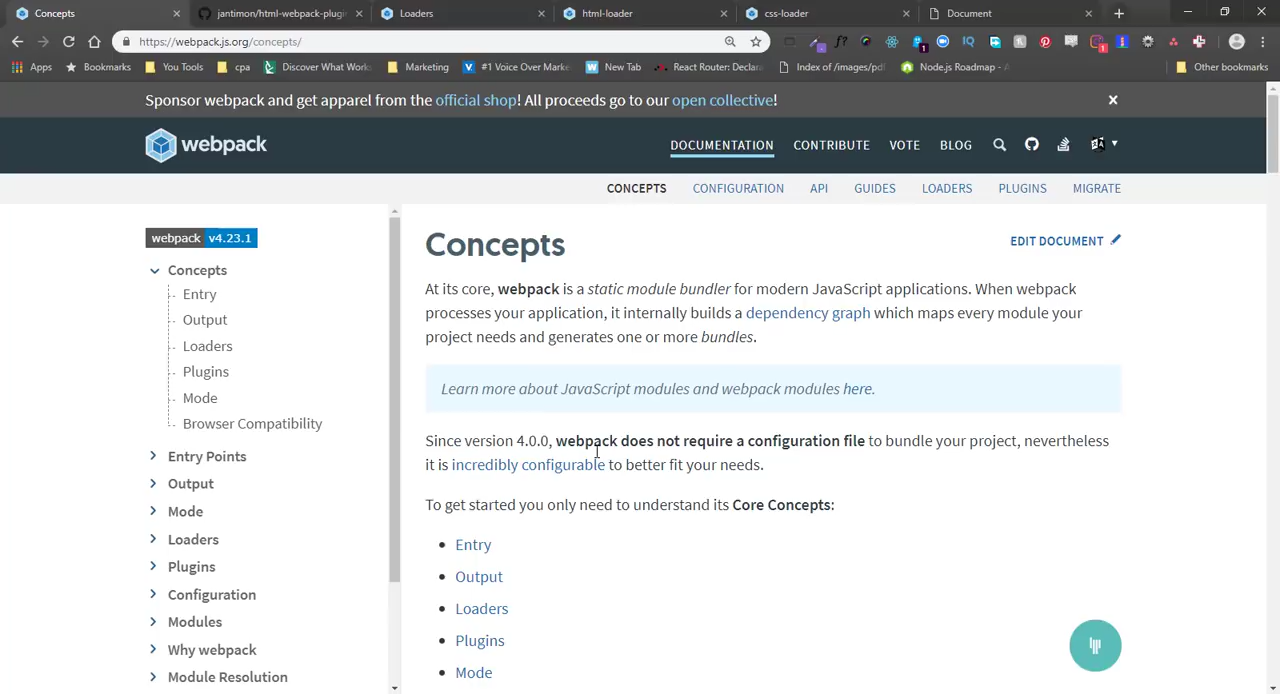 Concepts
jantimon/html-webpack-plugi
Loaders
html-loader
css-loader
Document
https://webpack.js.org/concepts/
Apps
Bookmarks
You Tools
cpa
Discover What Work
Marketing
#1 Voice Over Mark
New Tab
React Router: Decla
Index of /images/pdf
Node.js Roadmap - A
Other bookmarks
Sponsor webpack and get apparel from the official shop! All proceeds go to our open collective!
webpack
DOCUMENTATION
CONTRIBUTE
VOTE
BLOG
CONCEPTS
CONFIGURATION
API
GUIDES
LOADERS
PLUGINS
MIGRATE
webpack v4.23.1
Concepts
Entry
Output
Loaders
Plugins
Mode
Browser Compatibility
Entry Points
Output
Mode
Loaders
Plugins
Configuration
Modules
Why webpack
Module Resolution
Concepts
EDIT DOCUMENT
At its core, webpack is a static module bundler for modern JavaScript applications. When webpack
processes your application, it internally builds a dependency graph which maps every module your
project needs and generates one or more bundles.
Learn more about JavaScript modules and webpack modules here.
Since version 4.0.0, webpack does not require a configuration file to bundle your project, nevertheless
it is incredibly configurable to better fit your needs.
To get started you only need to understand its Core Concepts:
Entry
Output
Loaders
Plugins
Mode